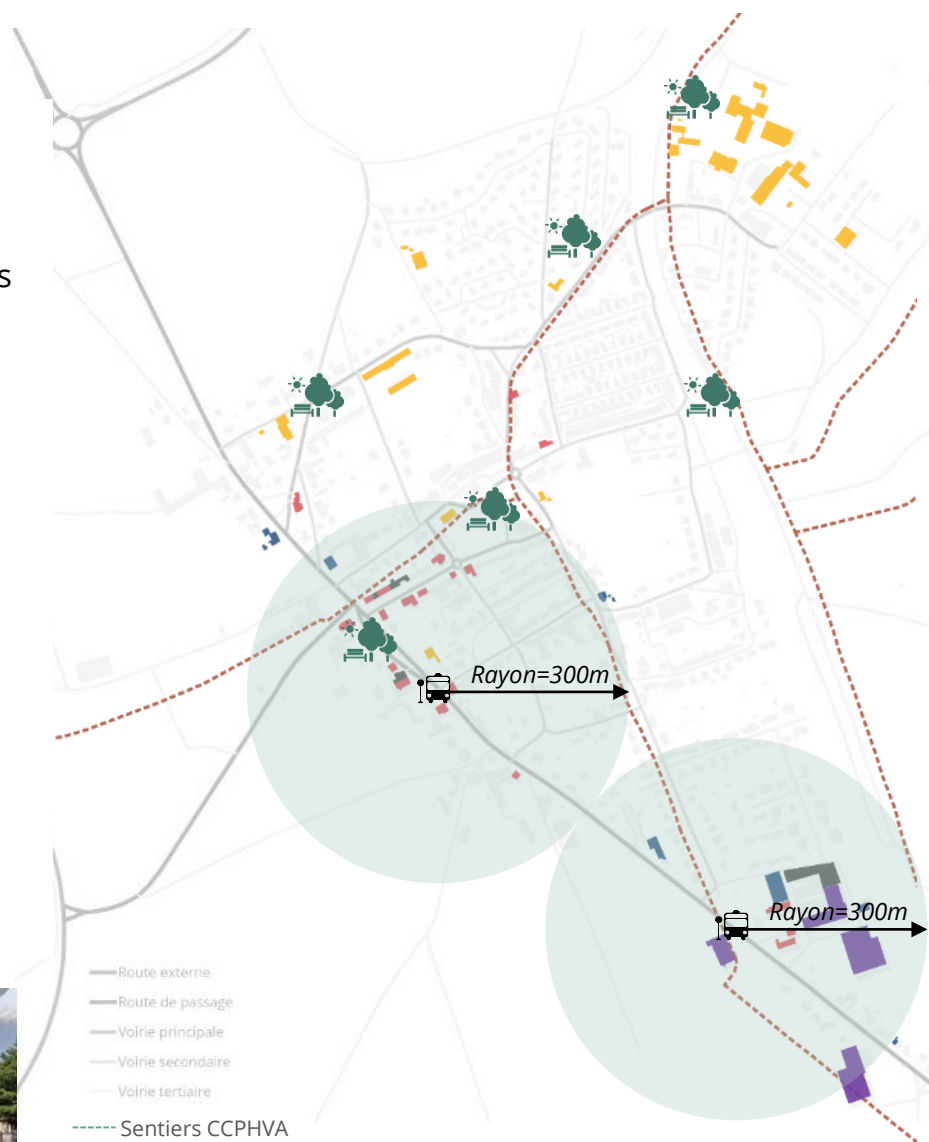 s
Rayon=300m
Rayon=300m
Route externe
Route de passage
Voirie principale
Voirie secondaire
Voirie tertiaire
Sentiers CCPHVA